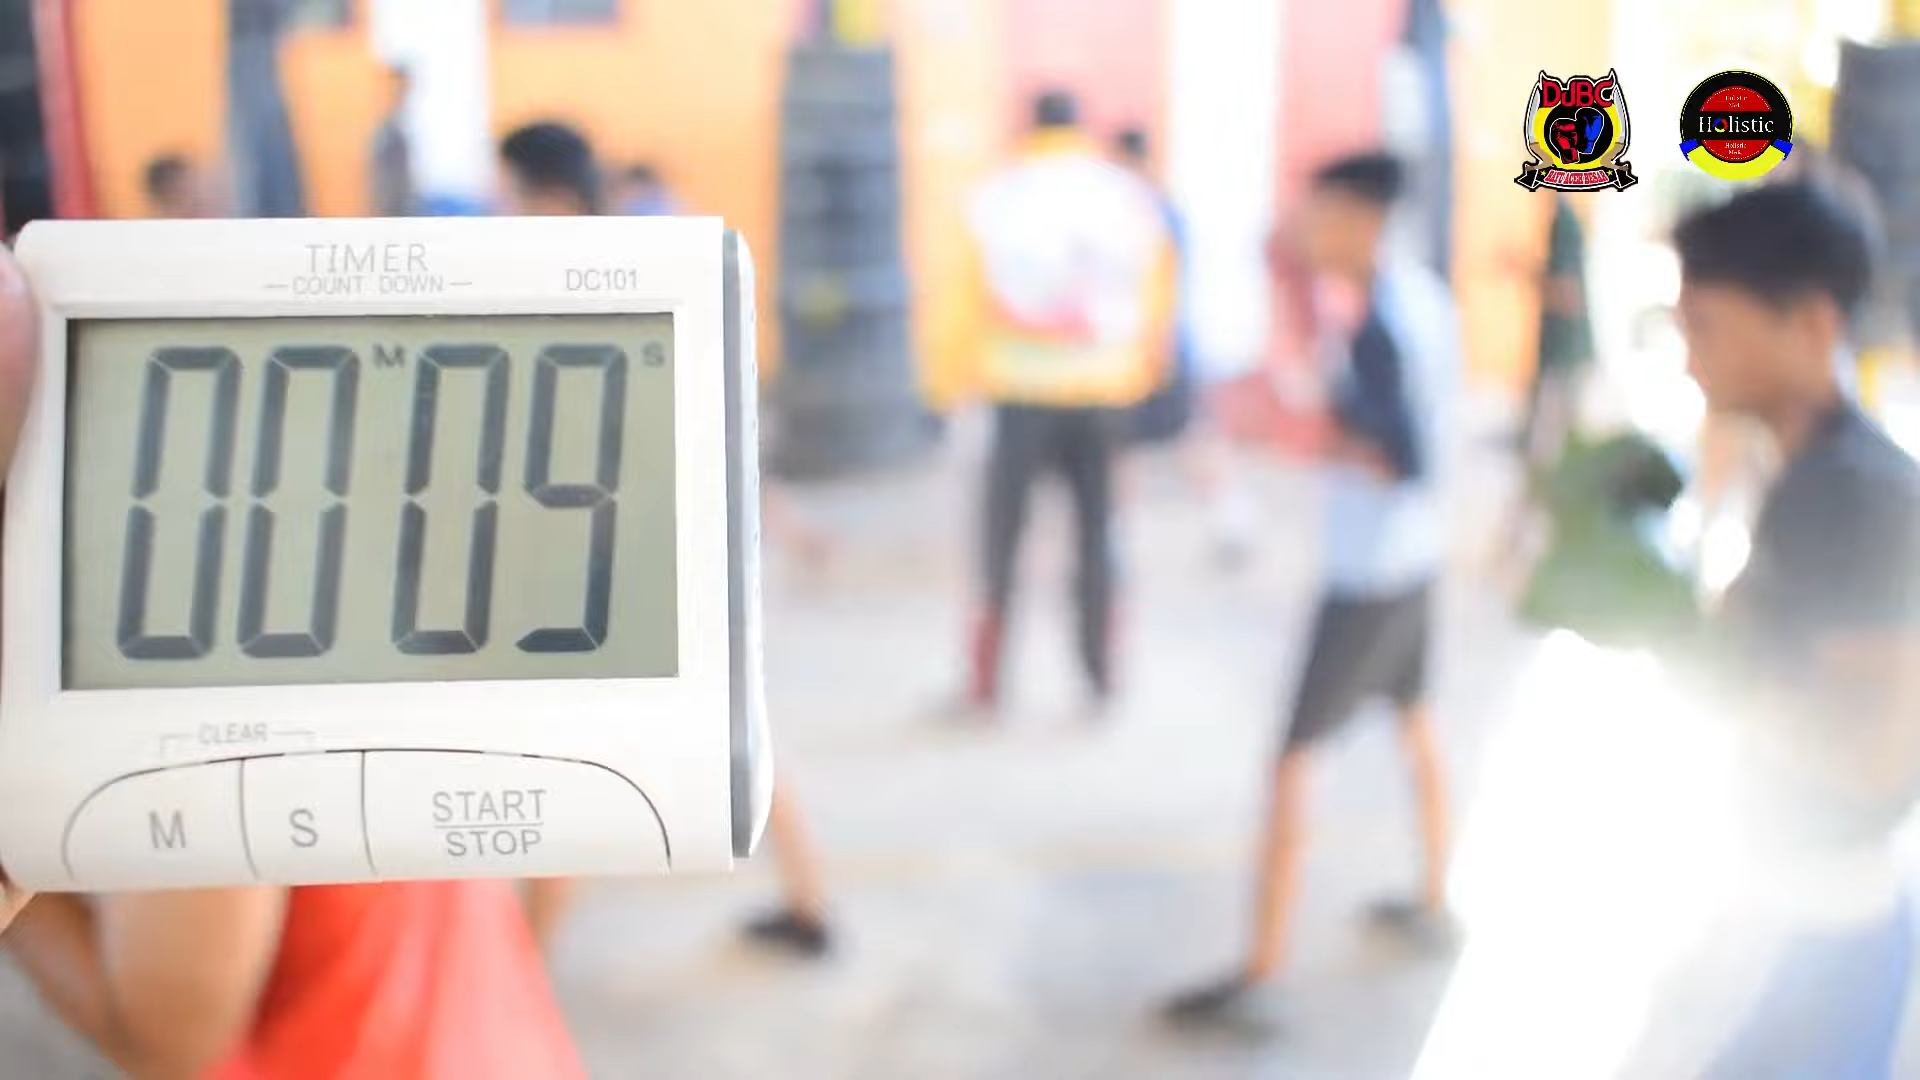 TIMER
COUNT DOWN
DC101
00 M 09 S
CLEAR
M
S
START
STOP
DJBC
Holistic